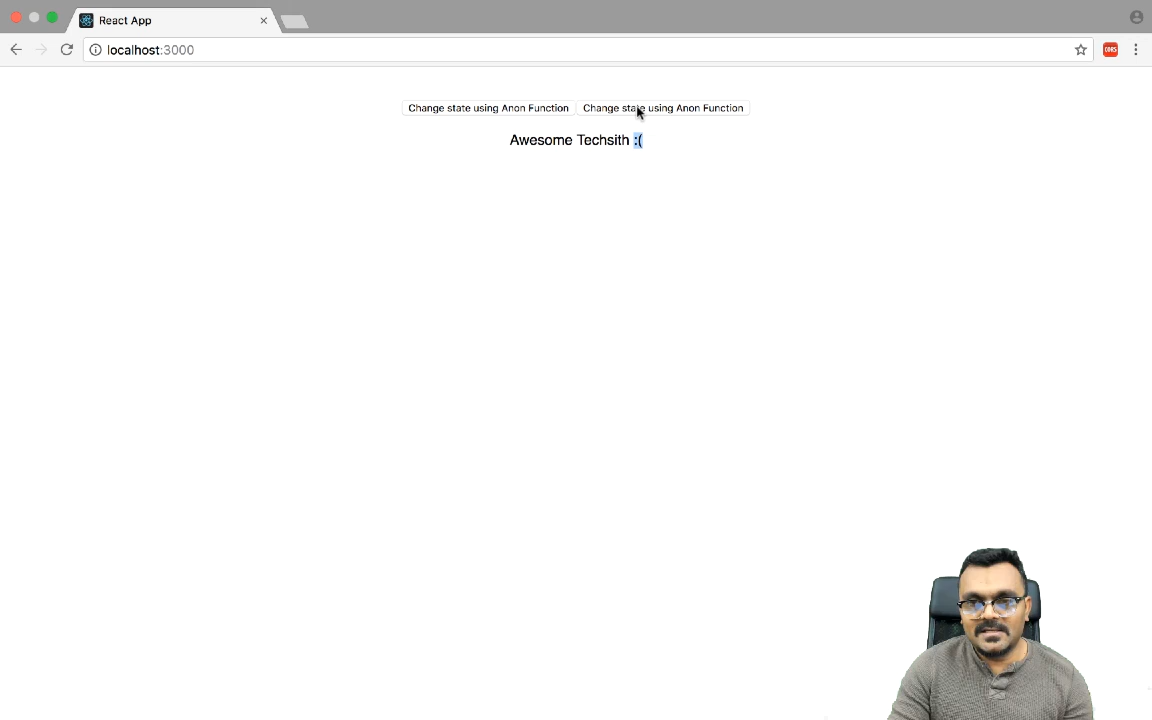 React App
localhost:3000
Change state using Anon Function Change state using Anon Function
Awesome Techsith :(